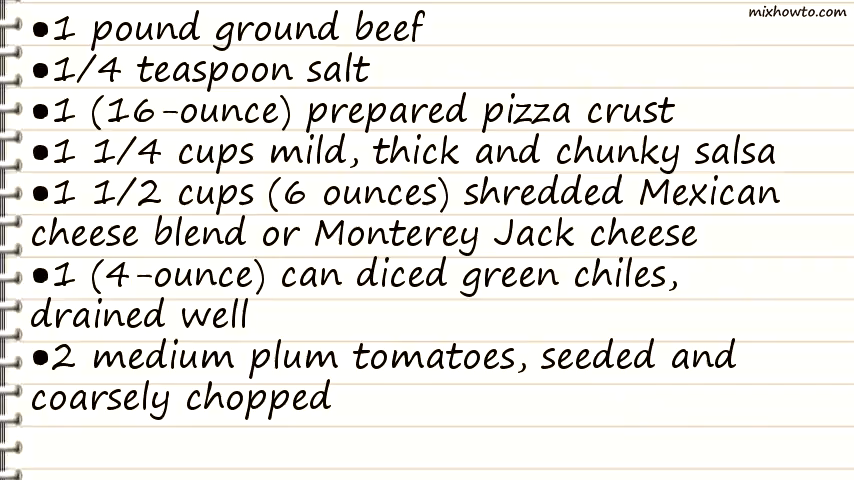 mixhowto.com
●1 pound ground beef
●1/4 teaspoon salt
●1 (16-ounce) prepared pizza crust
●1 1/4 cups mild, thick and chunky salsa
●1 1/2 cups (6 ounces) shredded Mexican
cheese blend or Monterey Jack cheese
●1 (4-ounce) can diced green chiles,
drained well
●2 medium plum tomatoes, seeded and
coarsely chopped